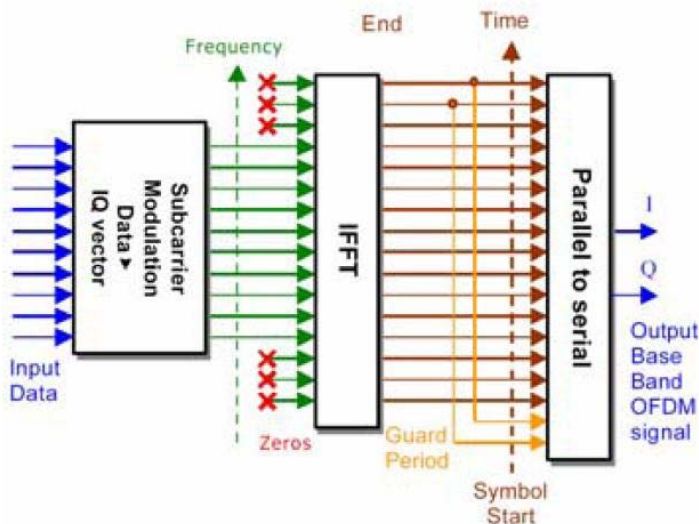 Frequency
End
Time
Subcarrier
Modulation
Data ➤
IQ vector
IFFT
Parallel to serial
I
Q
Input
Data
Output
Base
Band
OFDM
signal
Zeros
Guard
Period
Symbol
Start